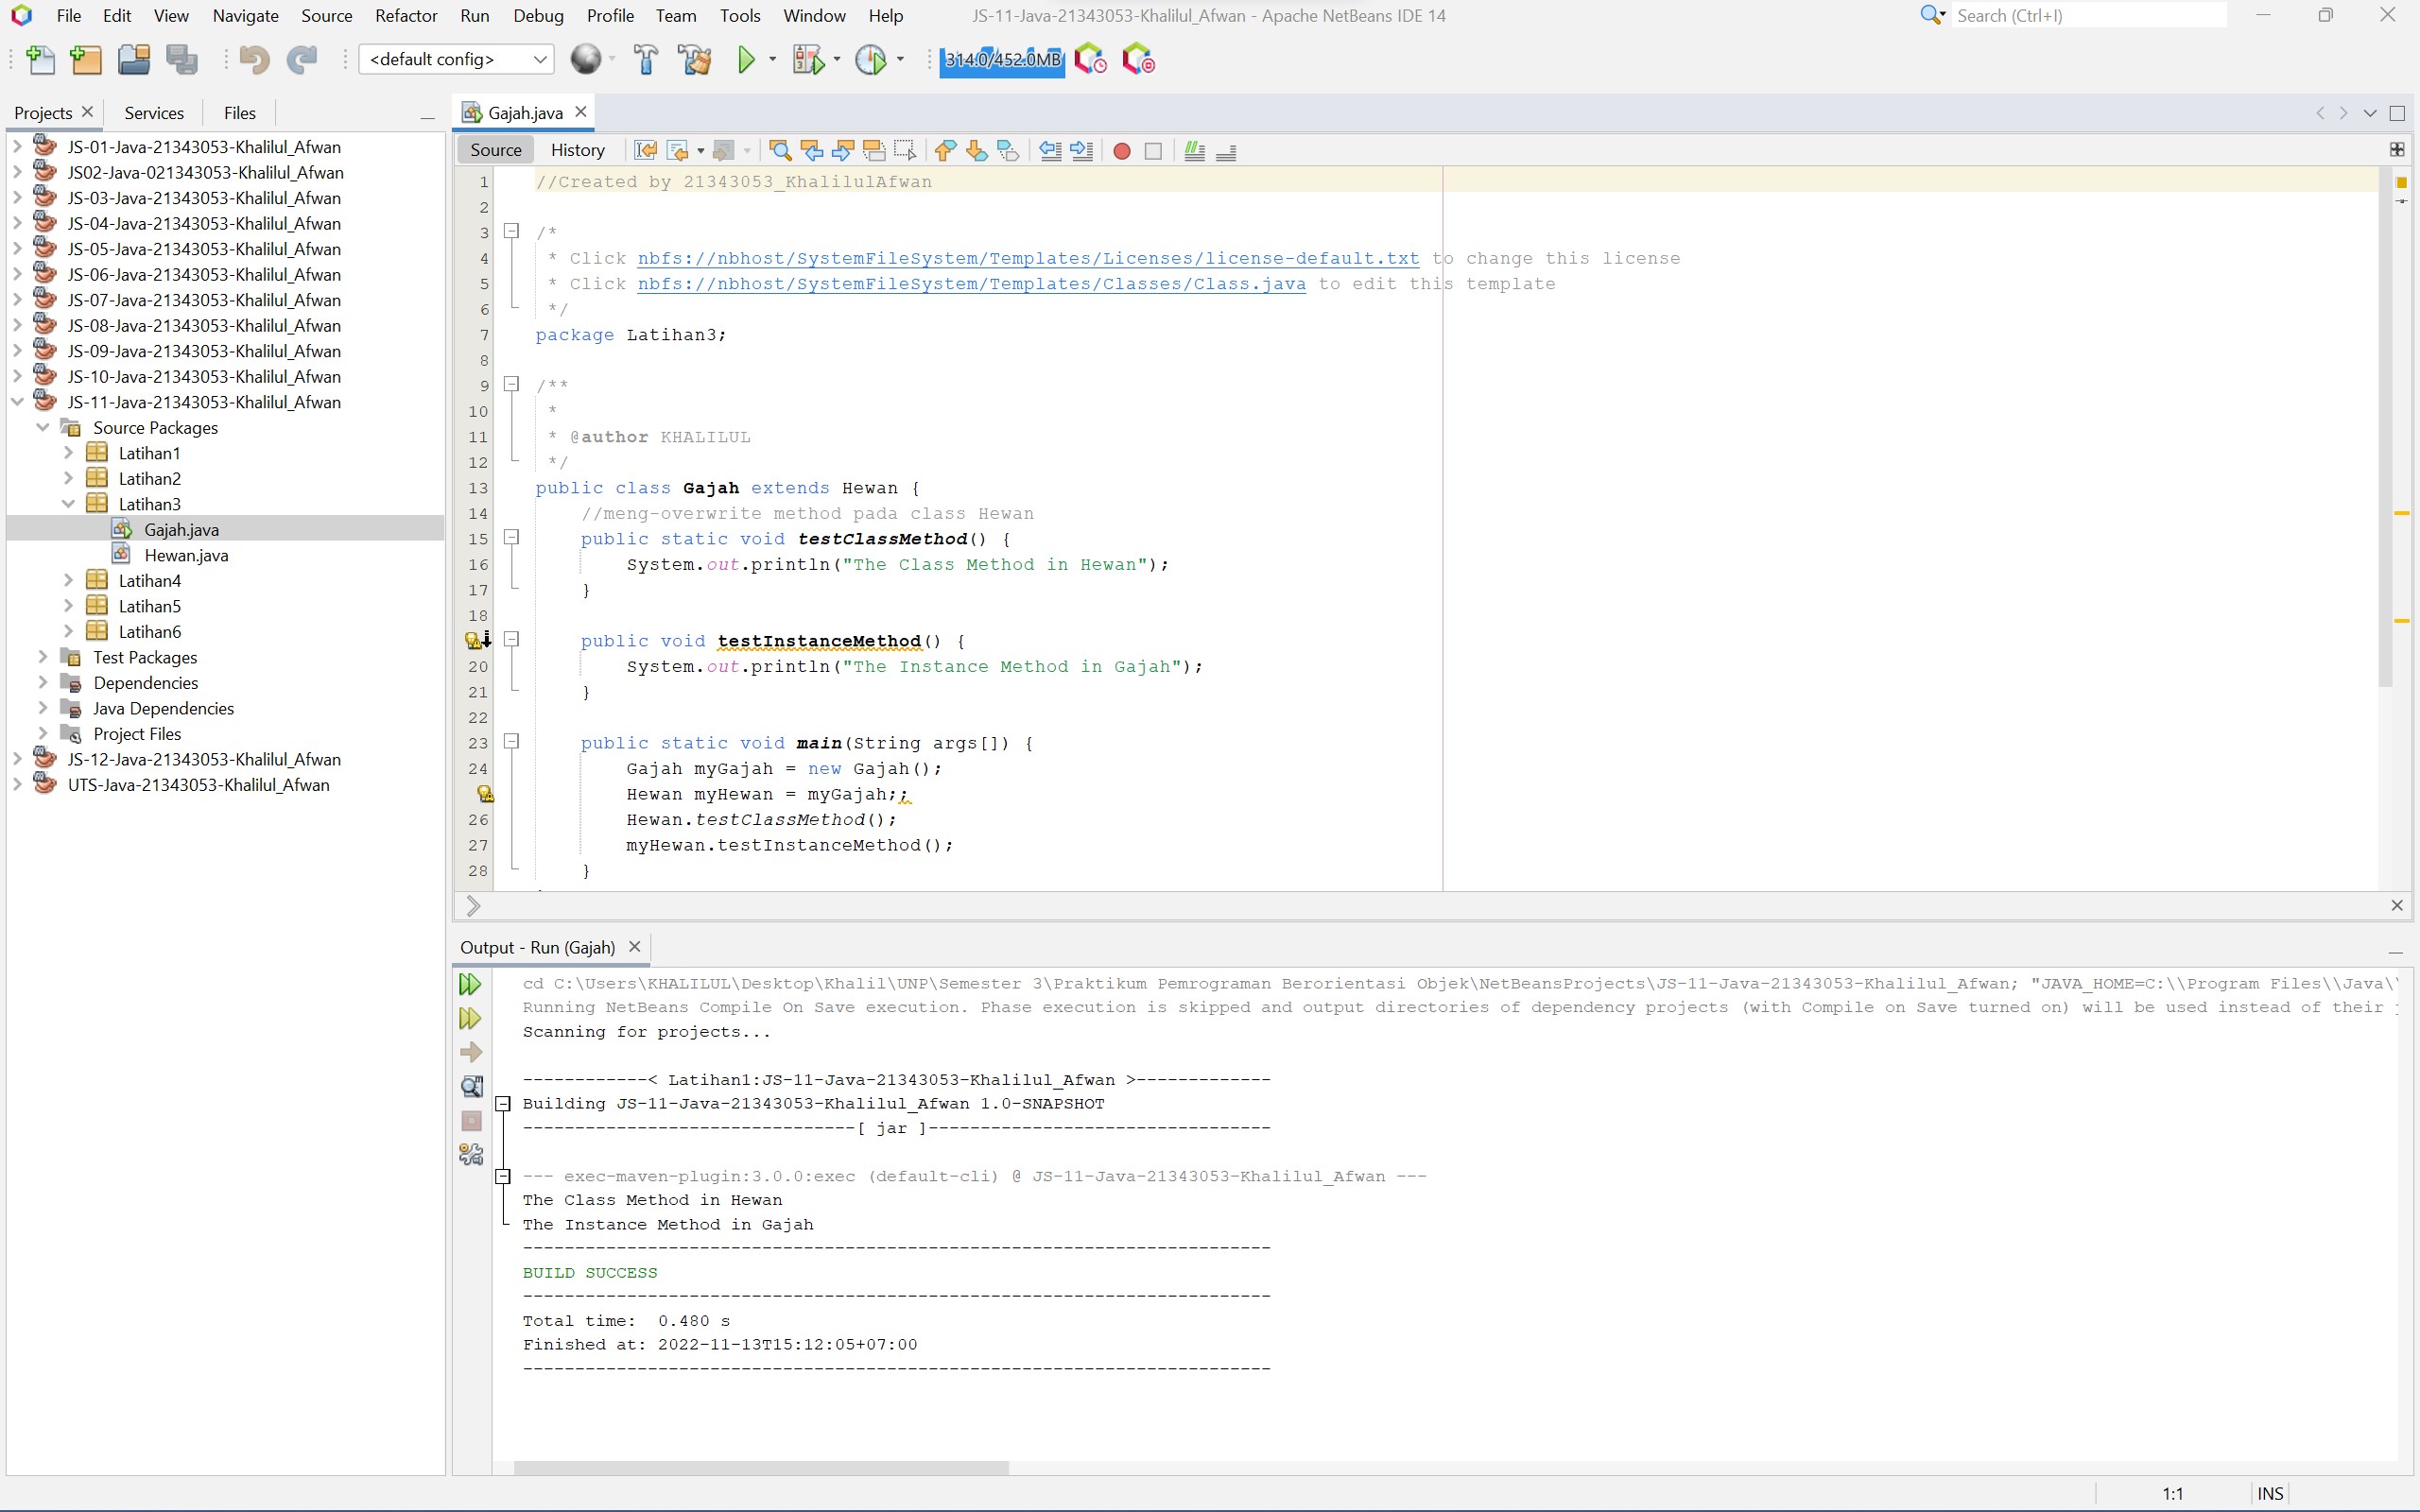 File Edit View Navigate Source Refactor Run Debug Profile Team Tools Window Help
JS-11-Java-21343053-Khalilul_Afwan - Apache NetBeans IDE 14
Search (Ctrl+I)
<default config>
314.0/452.0MB
Projects Services Files
JS-01-Java-21343053-Khalilul_Afwan
JS02-Java-021343053-Khalilul_Afwan
JS-03-Java-21343053-Khalilul_Afwan
JS-04-Java-21343053-Khalilul_Afwan
JS-05-Java-21343053-Khalilul_Afwan
JS-06-Java-21343053-Khalilul_Afwan
JS-07-Java-21343053-Khalilul_Afwan
JS-08-Java-21343053-Khalilul_Afwan
JS-09-Java-21343053-Khalilul_Afwan
JS-10-Java-21343053-Khalilul_Afwan
JS-11-Java-21343053-Khalilul_Afwan
Source Packages
Latihan1
Latihan2
Latihan3
Gajah.java
Hewan.java
Latihan4
Latihan5
Latihan6
Test Packages
Dependencies
Java Dependencies
Project Files
JS-12-Java-21343053-Khalilul_Afwan
UTS-Java-21343053-Khalilul_Afwan
Gajah.java
Source History
1 //Created by 21343053_KhalilulAfwan
2
3 /*
4 * Click nbfs://nbhost/SystemFileSystem/Templates/Licenses/license-default.txt to change this license
5 * Click nbfs://nbhost/SystemFileSystem/Templates/Classes/Class.java to edit this template
6 */
7 package Latihan3;
8
9 /**
10 *
11 * @author KHALILUL
12 */
13 public class Gajah extends Hewan {
14 //meng-overwrite method pada class Hewan
15 public static void testClassMethod() {
16 System.out.println("The Class Method in Hewan");
17 }
18
public void testInstanceMethod() {
20 System.out.println("The Instance Method in Gajah");
21 }
22
23 public static void main(String args[]) {
24 Gajah myGajah = new Gajah();
Hewan myHewan = myGajah;;
26 Hewan.testClassMethod();
27 myHewan.testInstanceMethod();
28 }
Output - Run (Gajah)
cd C:\Users\KHALILUL\Desktop\Khalil\UNP\Semester 3\Praktikum Pemrograman Berorientasi Objek\NetBeansProjects\JS-11-Java-21343053-Khalilul_Afwan; "JAVA_HOME=C:\\Program Files\\Java\\
Running NetBeans Compile On Save execution. Phase execution is skipped and output directories of dependency projects (with Compile on Save turned on) will be used instead of their
Scanning for projects...
------------< Latihan1:JS-11-Java-21343053-Khalilul_Afwan >-------------
Building JS-11-Java-21343053-Khalilul_Afwan 1.0-SNAPSHOT
--------------------------------[ jar ]---------------------------------
--- exec-maven-plugin:3.0.0:exec (default-cli) @ JS-11-Java-21343053-Khalilul_Afwan ---
The Class Method in Hewan
The Instance Method in Gajah
------------------------------------------------------------------------
BUILD SUCCESS
------------------------------------------------------------------------
Total time:  0.480 s
Finished at: 2022-11-13T15:12:05+07:00
------------------------------------------------------------------------
1:1 INS